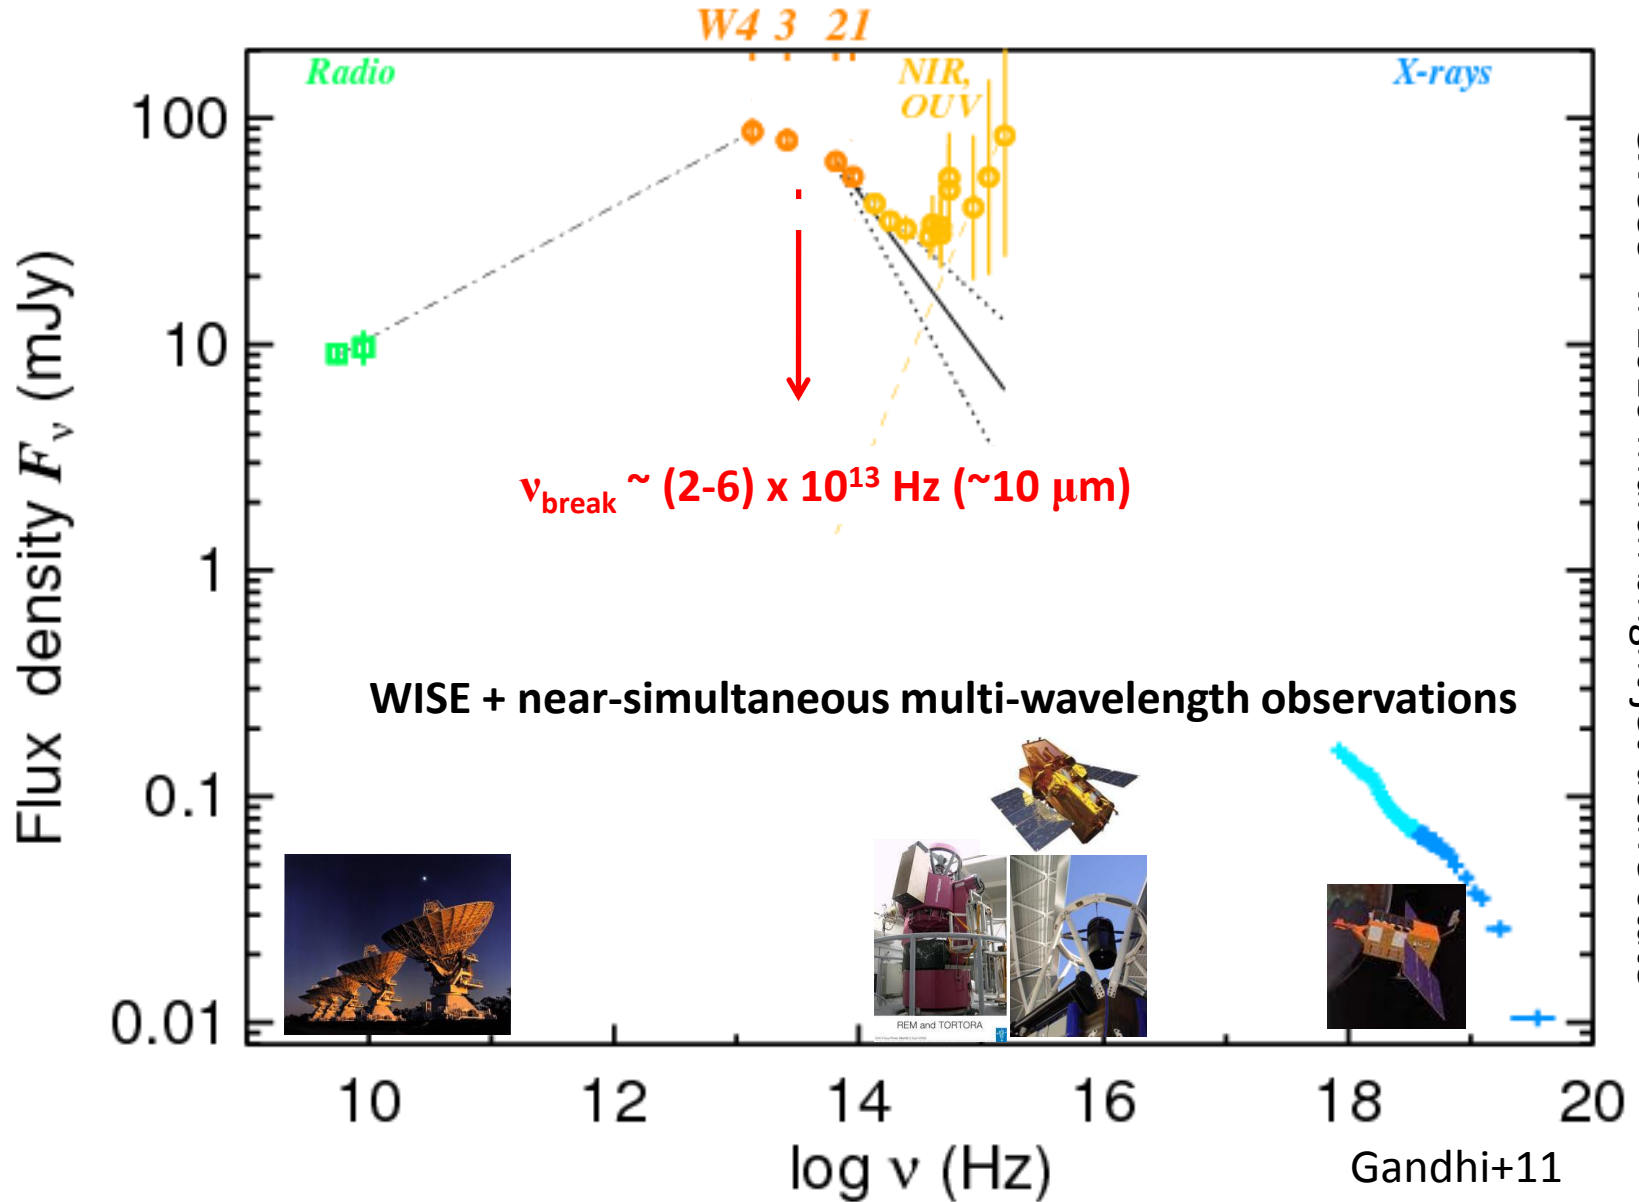 W4 3 21
Radio
NIR,
OUV
X-rays
100
10
1
0.1
0.01
Flux density Fν (mJy)
νbreak ~ (2-6) x 10¹³ Hz (~10 μm)
WISE + near-simultaneous multi-wavelength observations
REM and TORTORA
10 12 14 16 18 20
log ν (Hz)
Gandhi+11